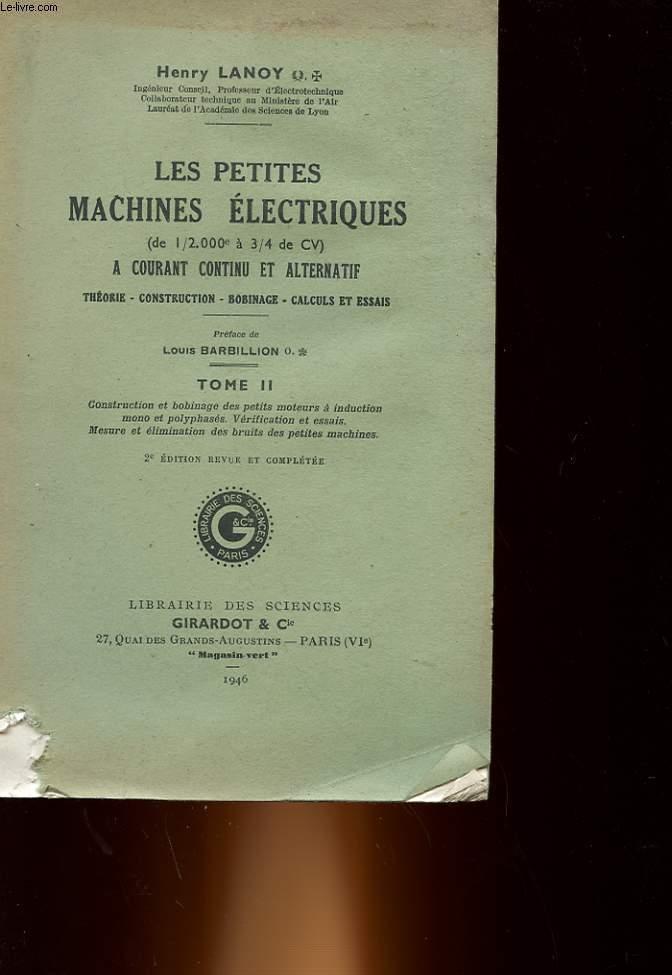 Le-livre.com
Henry LANOY Q. ✠
Ingénieur Conseil, Professeur d'Électrotechnique
Collaborateur technique au Ministère de l'Air
Lauréat de l'Académie des Sciences de Lyon
LES PETITES
MACHINES ÉLECTRIQUES
(de 1/2.000e à 3/4 de CV)
A COURANT CONTINU ET ALTERNATIF
THÉORIE - CONSTRUCTION - BOBINAGE - CALCULS ET ESSAIS
Préface de
LOUIS BARBILLION O. ✲
TOME II
Construction et bobinage des petits moteurs à induction
mono et polyphasés. Vérification et essais.
Mesure et élimination des bruits des petites machines.
2e ÉDITION REVUE ET COMPLÉTÉE
LIBRAIRIE DES SCIENCES
G & Cie
PARIS
LIBRAIRIE DES SCIENCES
GIRARDOT & Cie
27, QUAI DES GRANDS-AUGUSTINS — PARIS (VIe)
" Magasin vert "
1946